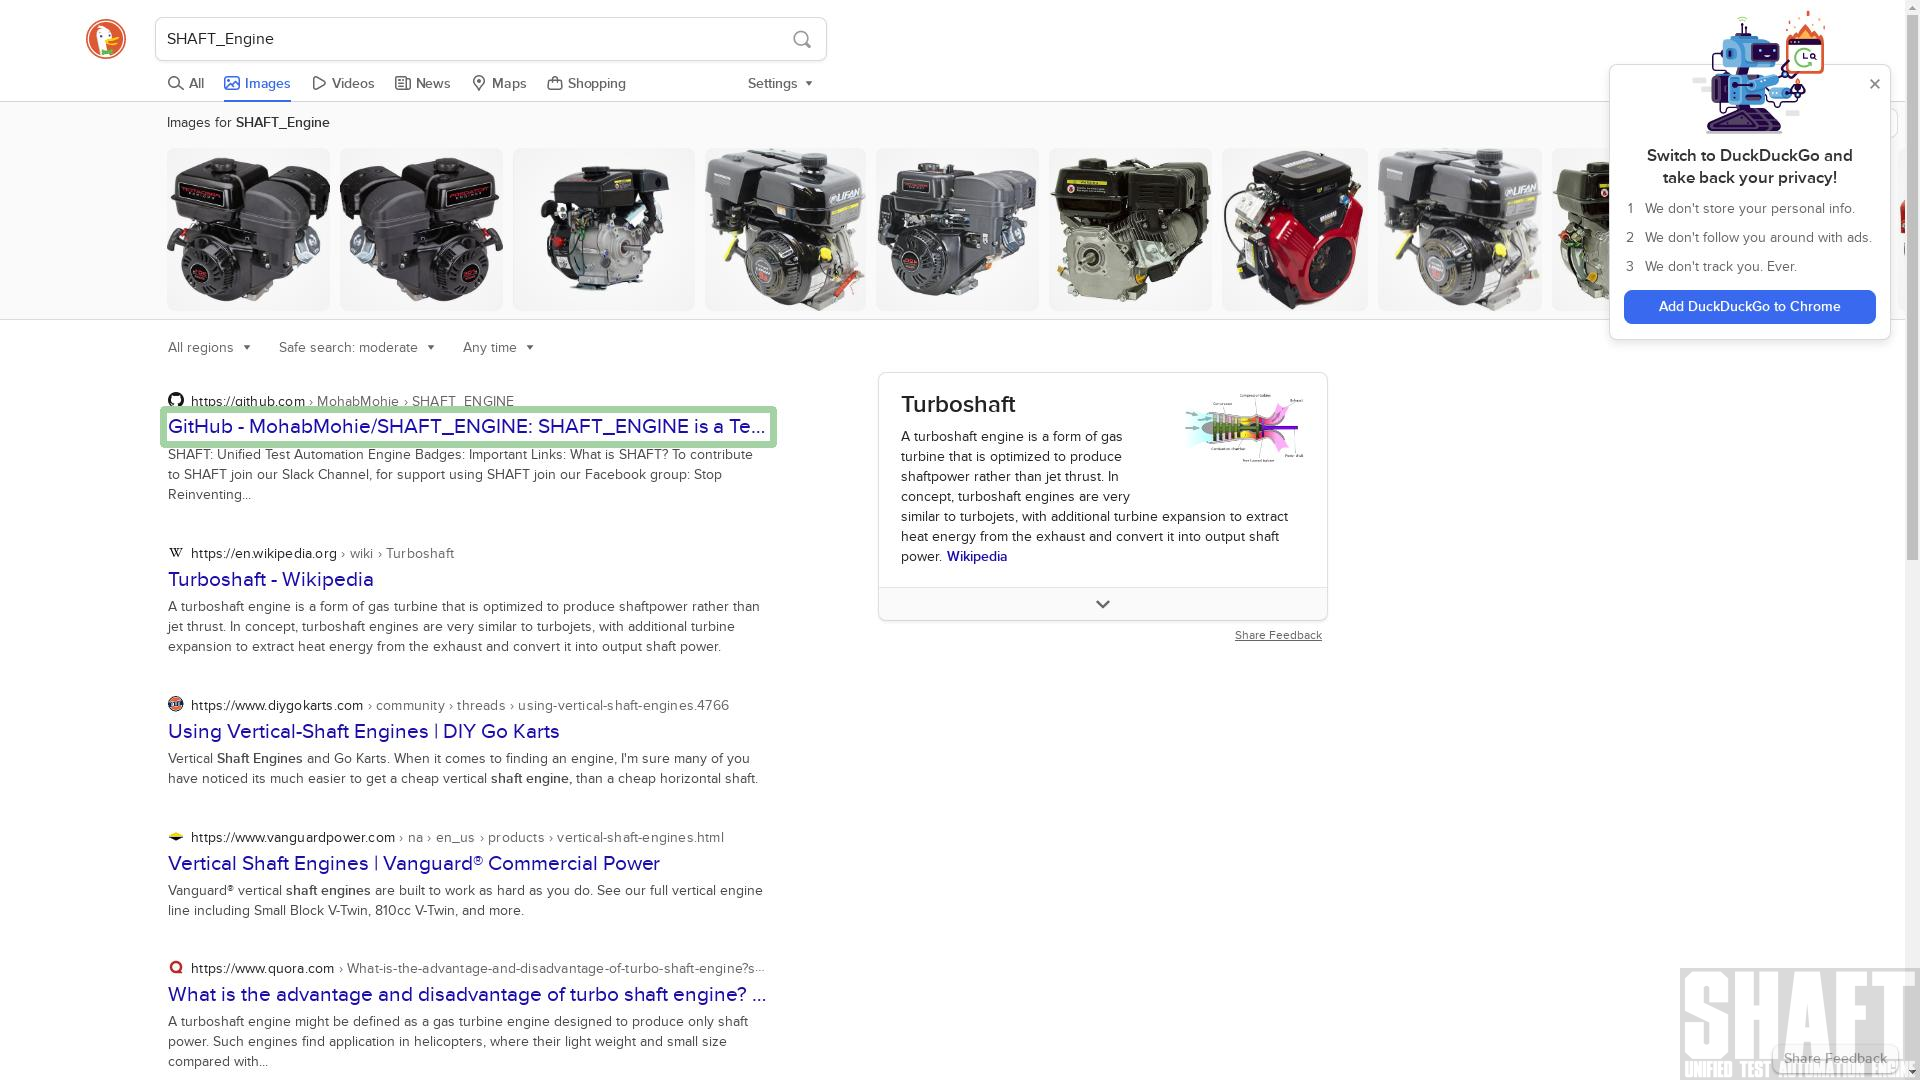 SHAFT_Engine
All
Images
Videos
News
Maps
Shopping
Settings
Images for SHAFT_Engine
Switch to DuckDuckGo and
take back your privacy!
1 We don't store your personal info.
2 We don't follow you around with ads.
3 We don't track you. Ever.
Add DuckDuckGo to Chrome
All regions
Safe search: moderate
Any time
https://github.com › MohabMohie › SHAFT_ENGINE
GitHub - MohabMohie/SHAFT_ENGINE: SHAFT_ENGINE is a Te...
SHAFT: Unified Test Automation Engine Badges: Important Links: What is SHAFT? To contribute
to SHAFT join our Slack Channel, for support using SHAFT join our Facebook group: Stop
Reinventing...
https://en.wikipedia.org › wiki › Turboshaft
Turboshaft - Wikipedia
A turboshaft engine is a form of gas turbine that is optimized to produce shaftpower rather than
jet thrust. In concept, turboshaft engines are very similar to turbojets, with additional turbine
expansion to extract heat energy from the exhaust and convert it into output shaft power.
https://www.diygokarts.com › community › threads › using-vertical-shaft-engines.4766
Using Vertical-Shaft Engines | DIY Go Karts
Vertical Shaft Engines and Go Karts. When it comes to finding an engine, I'm sure many of you
have noticed its much easier to get a cheap vertical shaft engine, than a cheap horizontal shaft.
https://www.vanguardpower.com › na › en_us › products › vertical-shaft-engines.html
Vertical Shaft Engines | Vanguard® Commercial Power
Vanguard® vertical shaft engines are built to work as hard as you do. See our full vertical engine
line including Small Block V-Twin, 810cc V-Twin, and more.
https://www.quora.com › What-is-the-advantage-and-disadvantage-of-turbo-shaft-engine?s...
What is the advantage and disadvantage of turbo shaft engine? ...
A turboshaft engine might be defined as a gas turbine engine designed to produce only shaft
power. Such engines find application in helicopters, where their light weight and small size
compared with...
Turboshaft
A turboshaft engine is a form of gas
turbine that is optimized to produce
shaftpower rather than jet thrust. In
concept, turboshaft engines are very
similar to turbojets, with additional turbine expansion to extract
heat energy from the exhaust and convert it into output shaft
power. Wikipedia
Share Feedback
SHAFT
Share Feedback
UNIFIED TEST AUTOMATION ENGINE